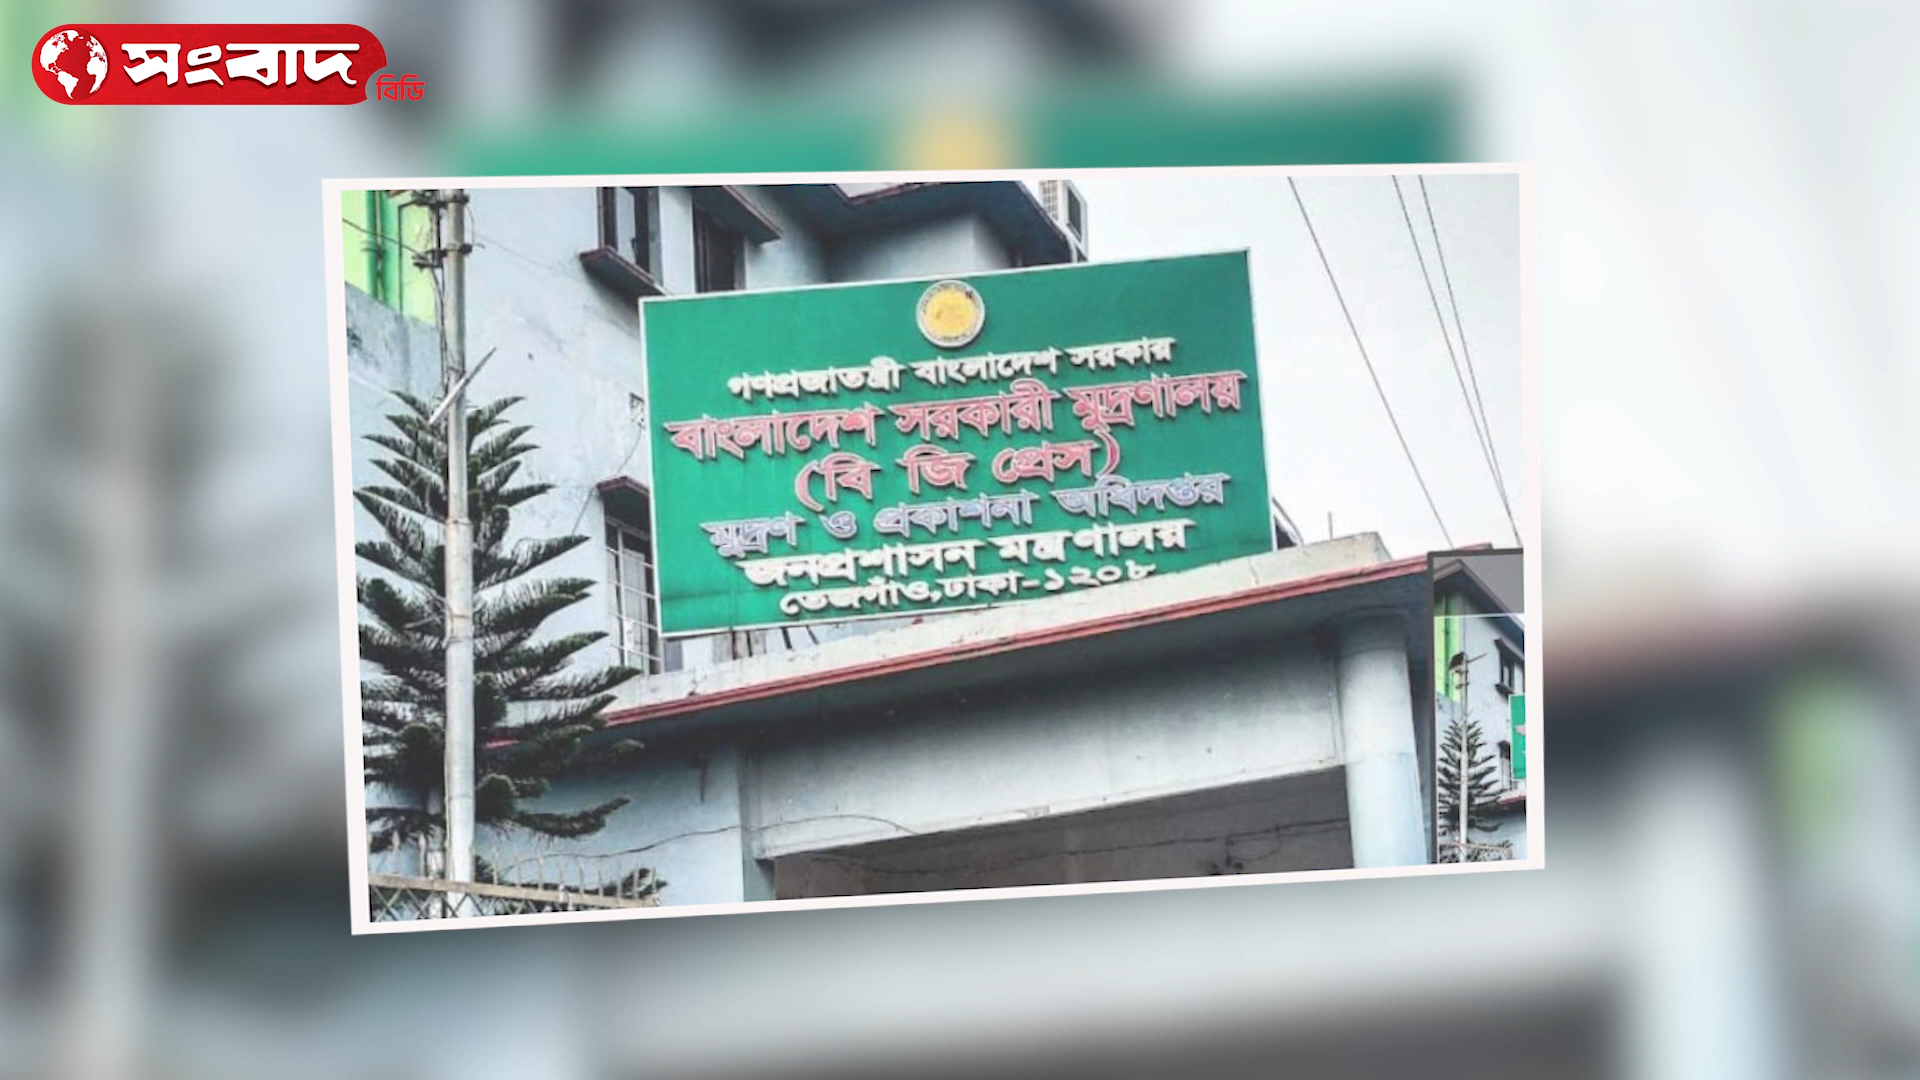 সংবাদ
বিডি
গণপ্রজাতন্ত্রী বাংলাদেশ সরকার
বাংলাদেশ সরকারী মুদ্রণালয়
(বি জি প্রেস)
মুদ্রণ ও প্রকাশনা অধিদপ্তর
জনপ্রশাসন মন্ত্রণালয়
তেজগাঁও,ঢাকা-১২০৮